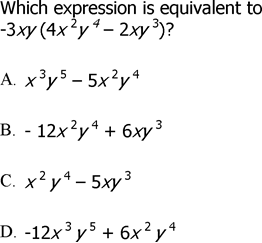 Which expression is equivalent to
-3xy(4x²y⁴ – 2xy³)?
A. x³y⁵ – 5x²y⁴
B. - 12x²y⁴ + 6xy³
C. x²y⁴ – 5xy³
D. -12x³y⁵ + 6x²y⁴